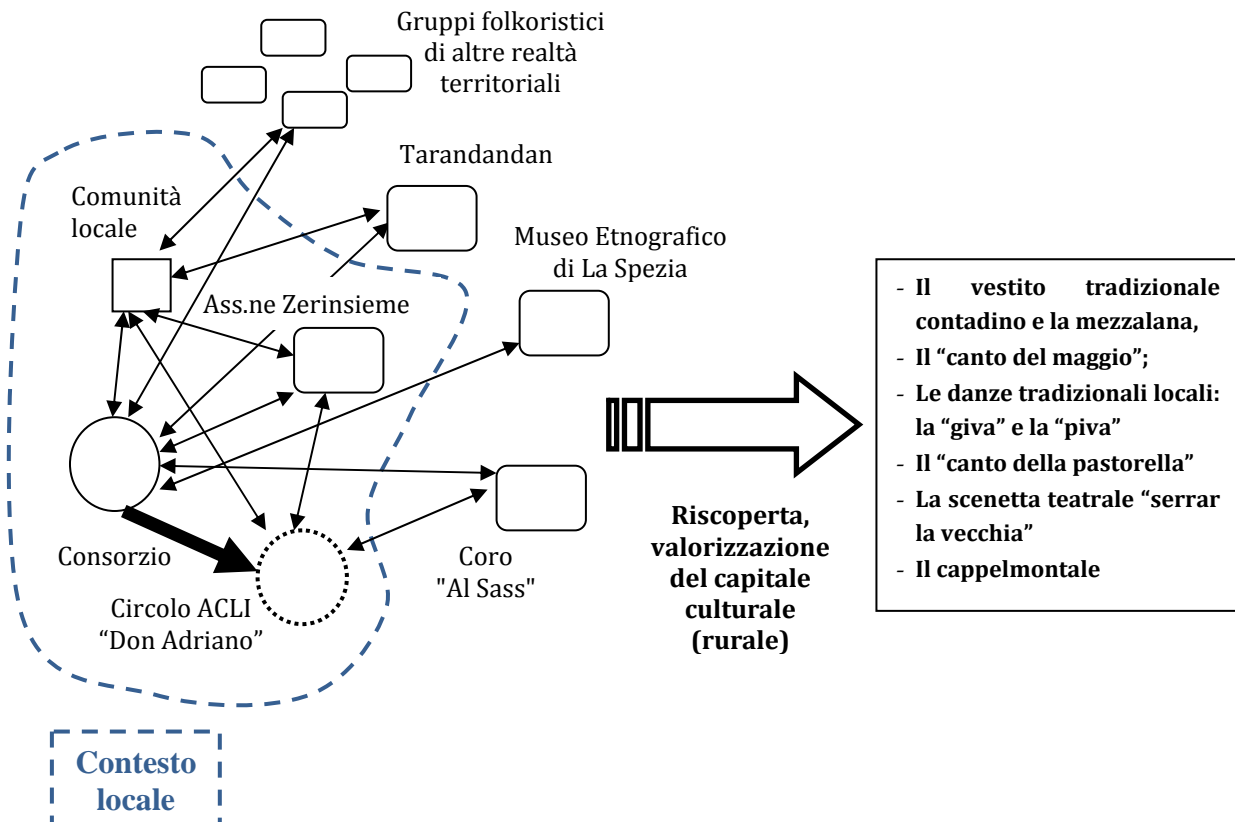 Gruppi folkoristici
di altre realtà
territoriali
Tarandandan
Comunità
locale
Museo Etnografico
di La Spezia
Ass.ne Zerinsieme
Consorzio
Circolo ACLI
“Don Adriano”
Coro
"Al Sass"
Riscoperta,
valorizzazione
del capitale
culturale
(rurale)
- Il vestito tradizionale
contadino e la mezzalana,
- Il “canto del maggio”;
- Le danze tradizionali locali:
la “giva” e la “piva”
- Il “canto della pastorella”
- La scenetta teatrale “serrar
la vecchia”
- Il cappelmontale
Contesto
locale